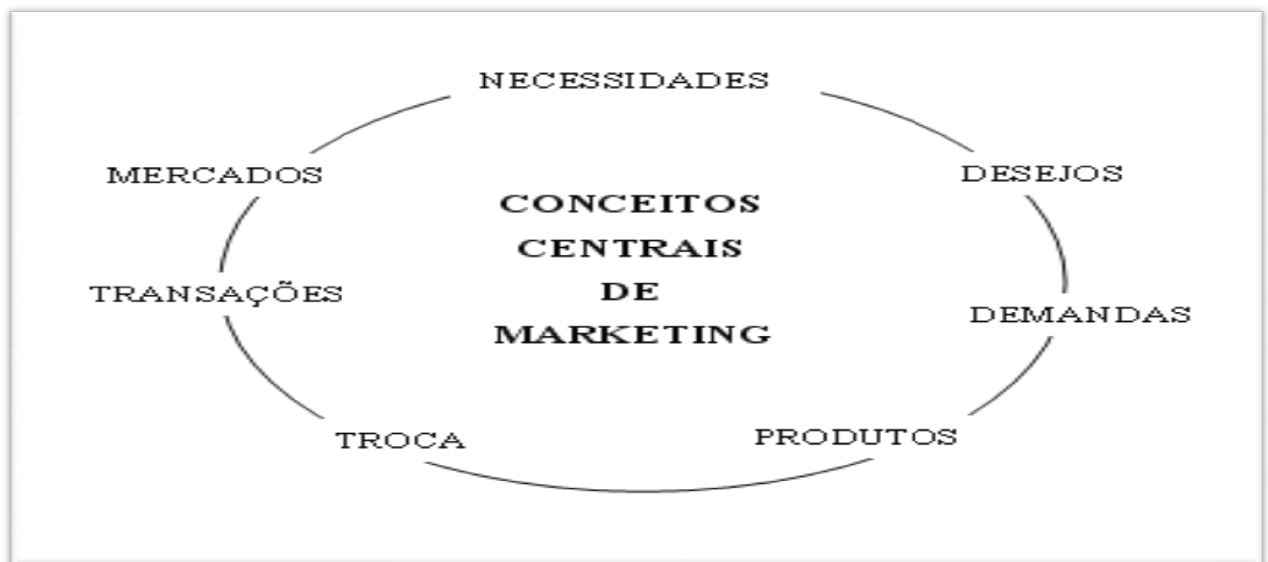 NECESSIDADES
MERCADOS
DESEJOS
CONCEITOS
CENTRAIS
DE
MARKETING
TRANSAÇÕES
DEMANDAS
TROCA
PRODUTOS